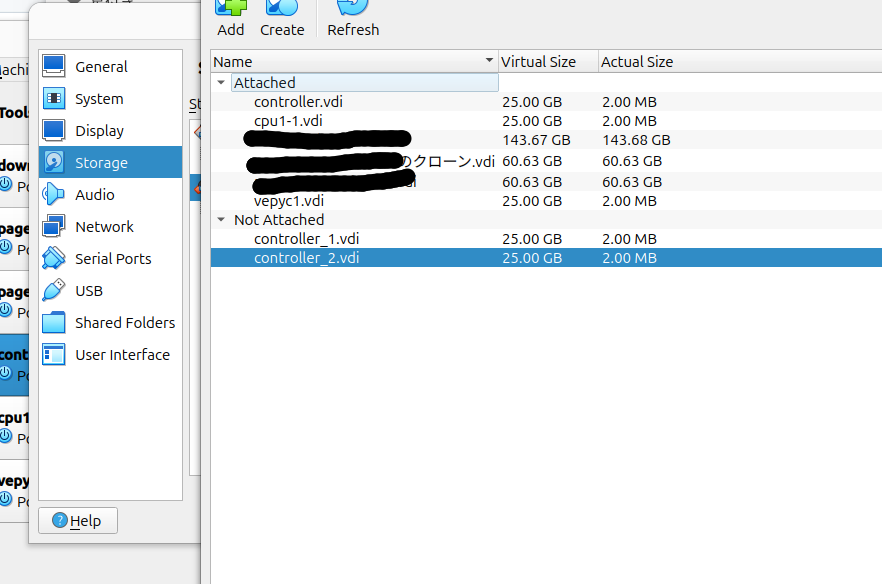 Add Create Refresh
Name Virtual Size Actual Size
Attached
controller.vdi 25.00 GB 2.00 MB
cpu1-1.vdi 25.00 GB 2.00 MB
143.67 GB 143.68 GB
のクローン.vdi 60.63 GB 60.63 GB
60.63 GB 60.63 GB
vepyc1.vdi 25.00 GB 2.00 MB
Not Attached
controller_1.vdi 25.00 GB 2.00 MB
controller_2.vdi 25.00 GB 2.00 MB
General
System
Display
Storage
Audio
Network
Serial Ports
USB
Shared Folders
User Interface
Help